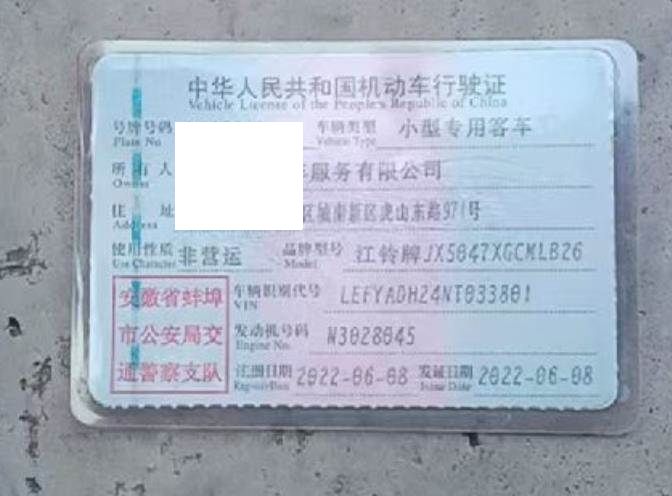 中华人民共和国机动车行驶证
Vehicle License of the People's Republic of China
号牌号码 车辆类型 小型专用客车
Plate No Vehicle Type
所有人 服务有限公司
Owner
住址 区城南新区虎山东路971号
Address
使用性质 非营运 品牌型号 江铃牌JX5047XGCMLB26
Use Character Model
安徽省蚌埠 车辆识别代号 LEFYADHZ4NT033801
VIN
市公安局交 发动机号码 N3028045
Engine No.
通警察支队 注册日期 2022-06-08 发证日期 2022-06-08
Register Date Issue Date